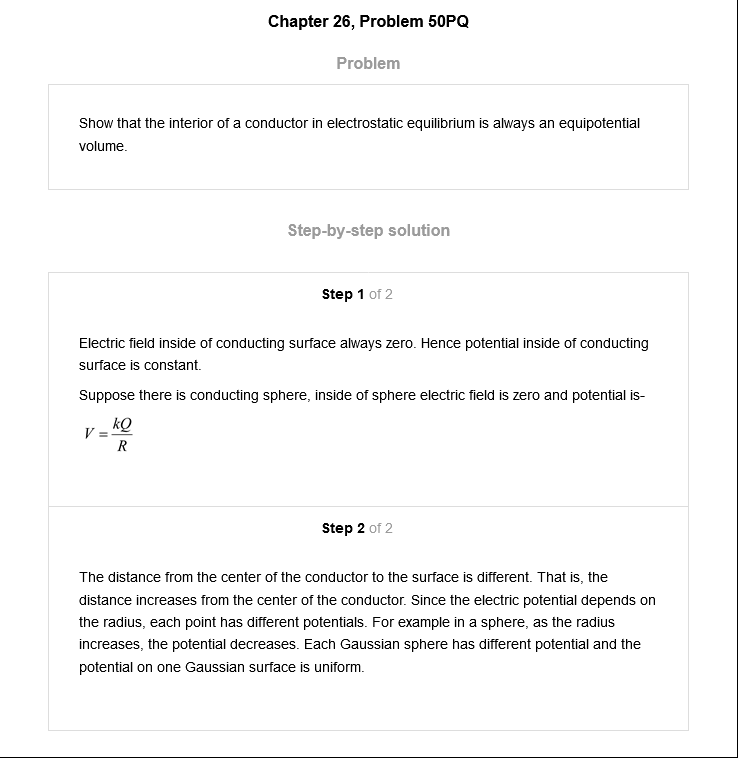 Chapter 26, Problem 50PQ
Problem
Show that the interior of a conductor in electrostatic equilibrium is always an equipotential
volume.
Step-by-step solution
Step 1 of 2
Electric field inside of conducting surface always zero. Hence potential inside of conducting
surface is constant.
Suppose there is conducting sphere, inside of sphere electric field is zero and potential is-
V = kQ/R
Step 2 of 2
The distance from the center of the conductor to the surface is different. That is, the
distance increases from the center of the conductor. Since the electric potential depends on
the radius, each point has different potentials. For example in a sphere, as the radius
increases, the potential decreases. Each Gaussian sphere has different potential and the
potential on one Gaussian surface is uniform.